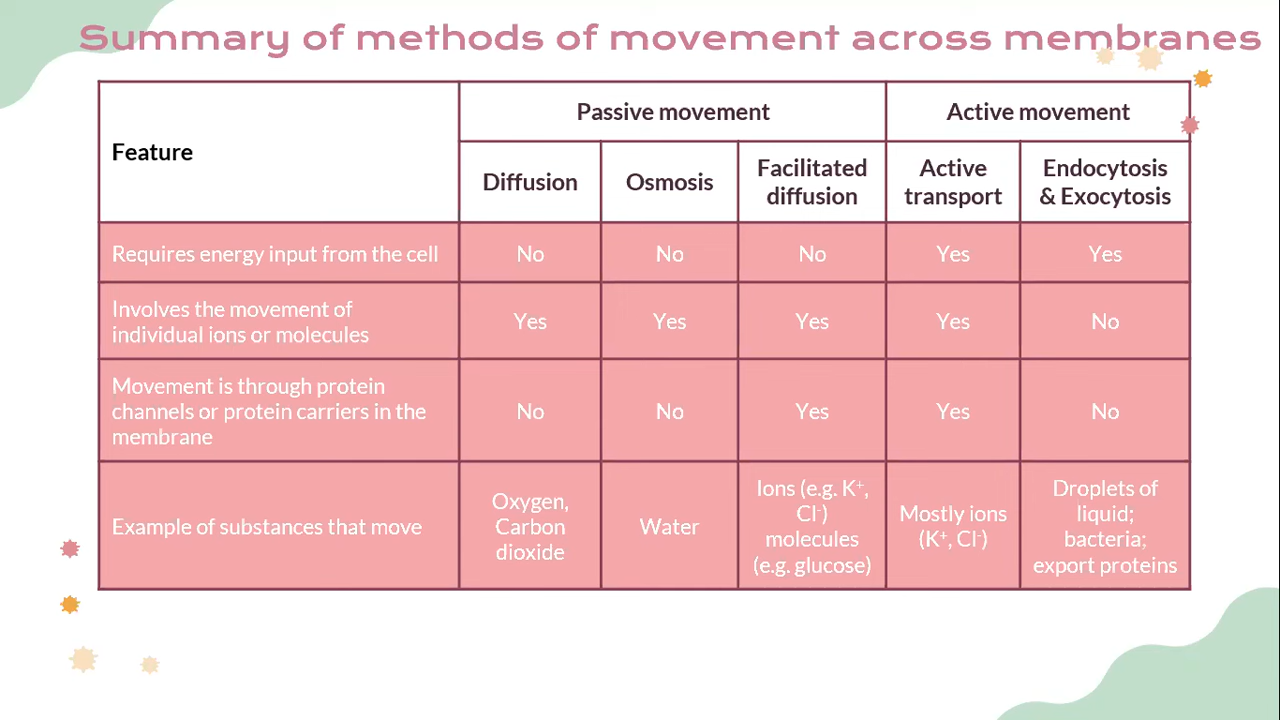 Summary of methods of movement across membranes
Feature
Passive movement
Active movement
Diffusion
Osmosis
Facilitated
diffusion
Active
transport
Endocytosis
& Exocytosis
Requires energy input from the cell
No
No
No
Yes
Yes
Involves the movement of
individual ions or molecules
Yes
Yes
Yes
Yes
No
Movement is through protein
channels or protein carriers in the
membrane
No
No
Yes
Yes
No
Example of substances that move
Oxygen,
Carbon
dioxide
Water
Ions (e.g. K⁺,
Cl⁻)
molecules
(e.g. glucose)
Mostly ions
(K⁺, Cl⁻)
Droplets of
liquid;
bacteria;
export proteins